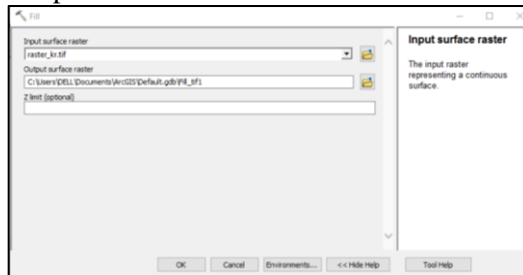 Fill
Input surface raster
raster_kr.tif
Output surface raster
C:\Users\DELL\Documents\ArcGIS\Default.gdb\Fill_tif1
Z limit (optional)
OK
Cancel
Environments...
<< Hide Help
Tool Help
Input surface raster
The input raster
representing a continuous
surface.